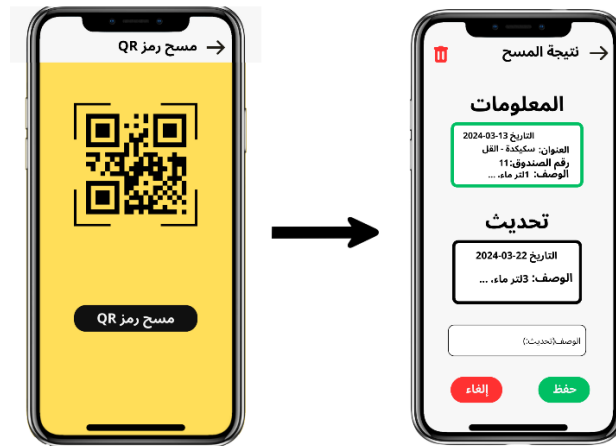 مسح رمز QR
مسح رمز QR
نتيجة المسح
المعلومات
التاريخ 13-03-2024
العنوان: سكيكدة - القل
رقم الصندوق:11
الوصف: 1لتر ماء، ...
تحديث
التاريخ 22-03-2024
الوصف: 3لتر ماء، ...
الوصف(تحديث:)
حفظ
إلغاء